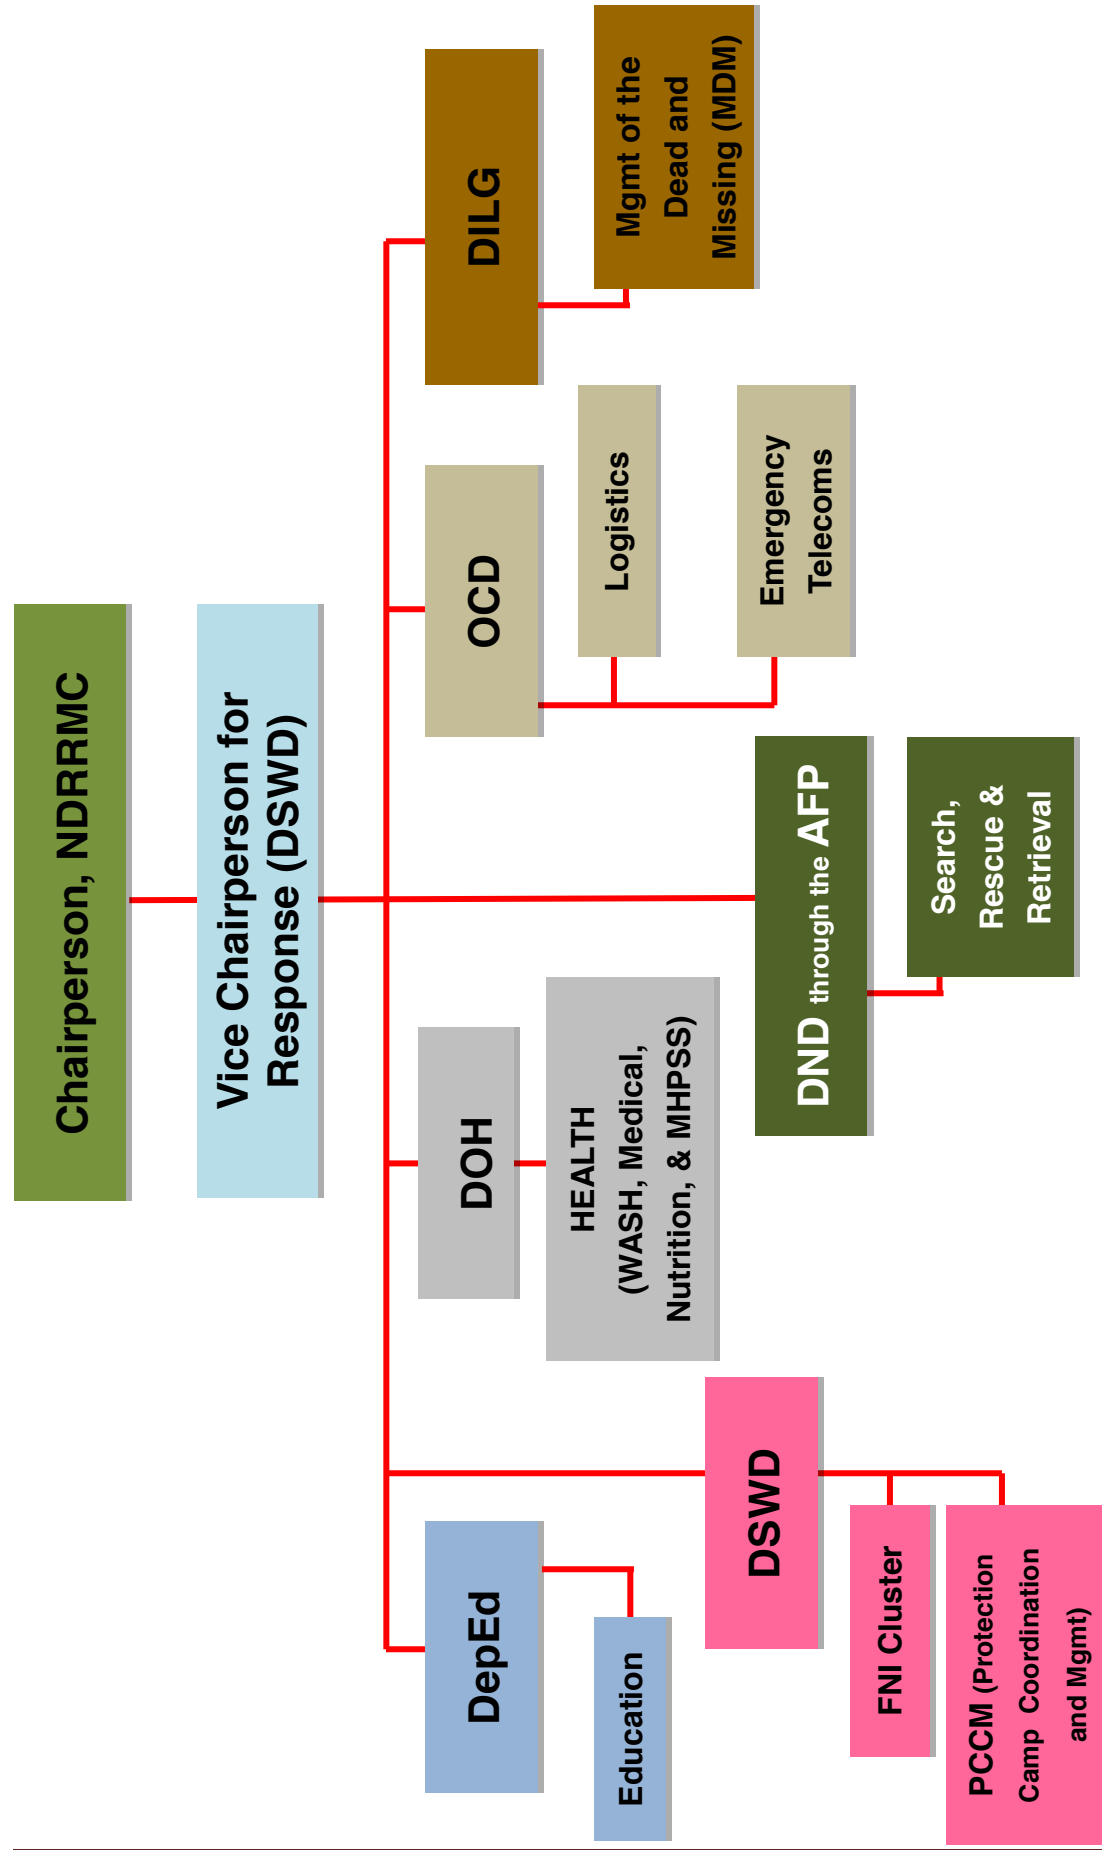 Chairperson, NDRRMC
Vice Chairperson for
Response (DSWD)
DepEd
Education
DSWD
FNI Cluster
PCCM (Protection
Camp Coordination
and Mgmt)
DOH
HEALTH
(WASH, Medical,
Nutrition, & MHPSS)
DND through the AFP
Search,
Rescue &
Retrieval
OCD
Logistics
Emergency
Telecoms
DILG
Mgmt of the
Dead and
Missing (MDM)